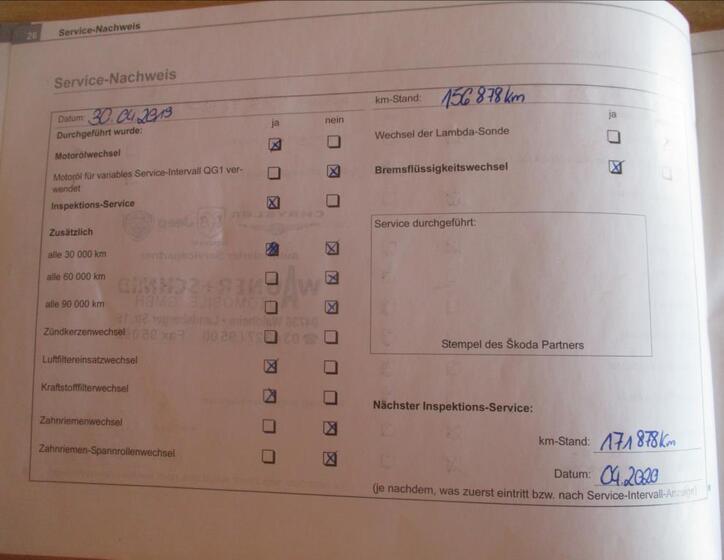 26 Service-Nachweis
Service-Nachweis
Datum: 30.04.2019
km-Stand: 156 878 km
Durchgeführt wurde:
ja nein
ja
Motorölwechsel
Motoröl für variables Service-Intervall QG1 ver-
wendet
Inspektions-Service
Zusätzlich
alle 30 000 km
alle 60 000 km
alle 90 000 km
Zündkerzenwechsel
Luftfiltereinsatzwechsel
Kraftstofffilterwechsel
Zahnriemenwechsel
Zahnriemen-Spannrollenwechsel
Wechsel der Lambda-Sonde
Bremsflüssigkeitswechsel
Service durchgeführt:
Stempel des Škoda Partners
Nächster Inspektions-Service:
km-Stand: 171 878 km
Datum: 04.2020
(je nachdem, was zuerst eintritt bzw. nach Service-Intervall-Anzeige)